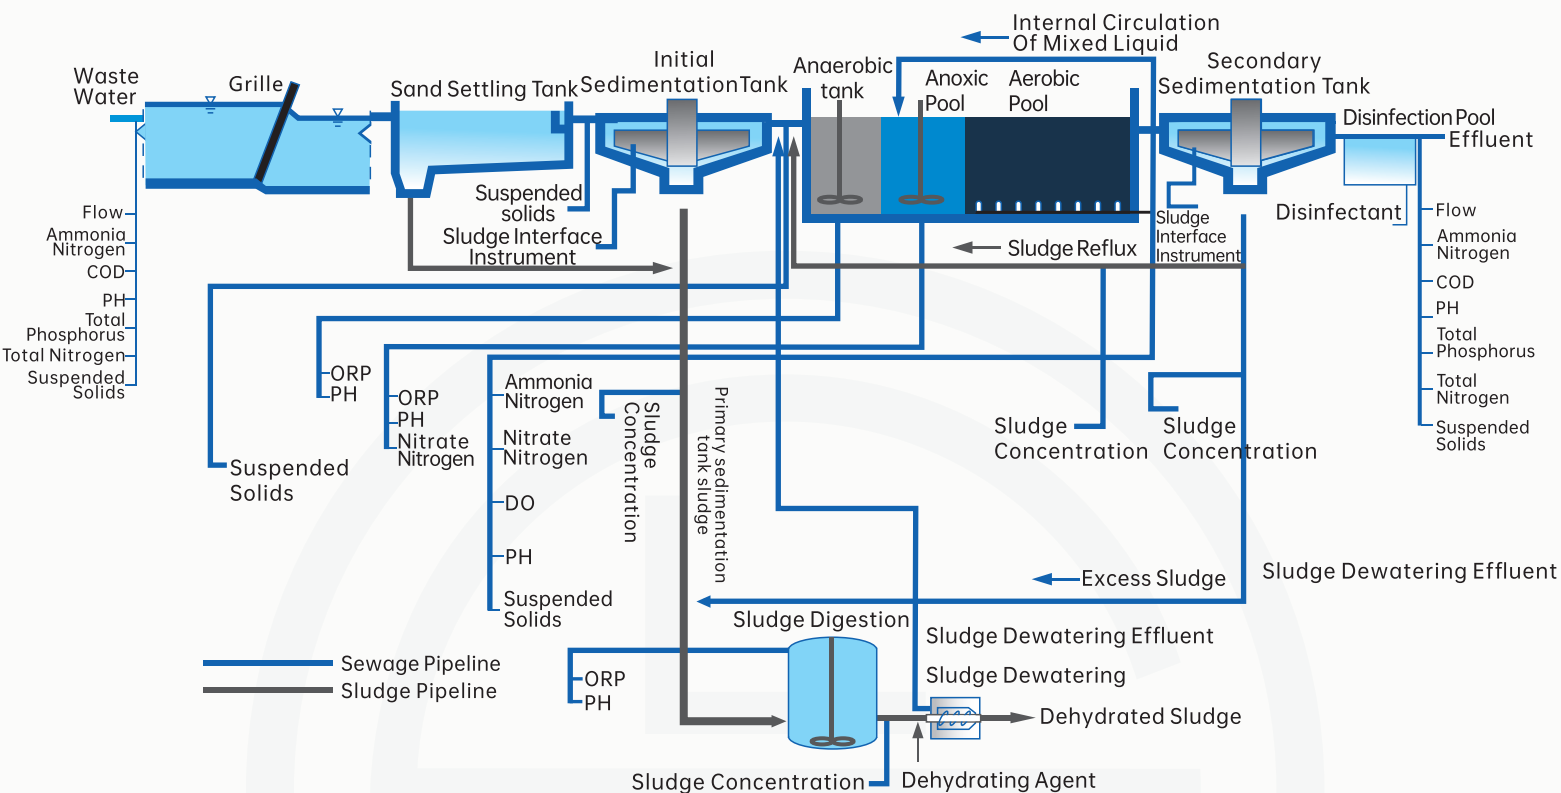 Internal Circulation
Of Mixed Liquid
Waste
Water
Grille
Sand Settling Tank
Initial
Sedimentation Tank
Anaerobic
tank
Anoxic
Pool
Aerobic
Pool
Secondary
Sedimentation Tank
Disinfection Pool
Effluent
Suspended
solids
Sludge Interface
Instrument
Sludge Reflux
Sludge
Interface
Instrument
Disinfectant
Flow
Ammonia
Nitrogen
COD
PH
Total
Phosphorus
Total Nitrogen
Suspended
Solids
Flow
Ammonia
Nitrogen
COD
PH
Total
Phosphorus
Total
Nitrogen
Suspended
Solids
Suspended
Solids
ORP
PH
ORP
PH
Nitrate
Nitrogen
Ammonia
Nitrogen
Nitrate
Nitrogen
DO
PH
Suspended
Solids
Sludge
Concentration
Primary sedimentation
tank sludge
Sludge
Concentration
Sludge
Concentration
Excess Sludge
Sludge Dewatering Effluent
Sludge Digestion
Sludge Dewatering Effluent
Sludge Dewatering
Sewage Pipeline
Sludge Pipeline
ORP
PH
Dehydrated Sludge
Sludge Concentration
Dehydrating Agent